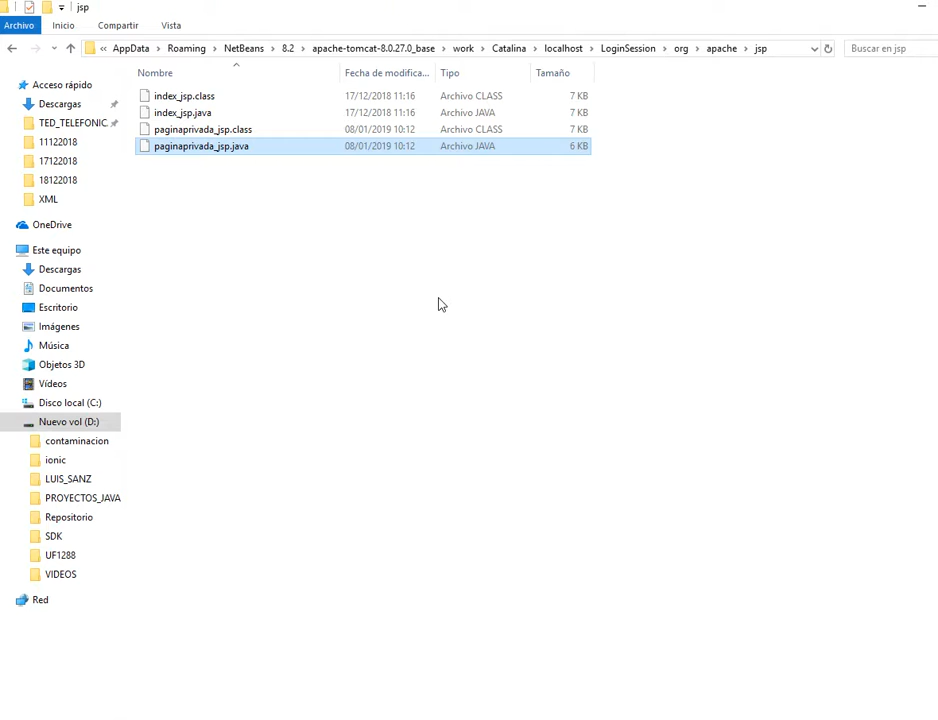 jsp
Archivo Inicio Compartir Vista
« AppData > Roaming > NetBeans > 8.2 > apache-tomcat-8.0.27.0_base > work > Catalina > localhost > LoginSession > org > apache > jsp
Buscar en jsp
Nombre Fecha de modifica... Tipo Tamaño
index_jsp.class 17/12/2018 11:16 Archivo CLASS 7 KB
index_jsp.java 17/12/2018 11:16 Archivo JAVA 7 KB
paginaprivada_jsp.class 08/01/2019 10:12 Archivo CLASS 7 KB
paginaprivada_jsp.java 08/01/2019 10:12 Archivo JAVA 6 KB
Acceso rápido
Descargas
TED_TELEFONIC.
11122018
17122018
18122018
XML
OneDrive
Este equipo
Descargas
Documentos
Escritorio
Imágenes
Música
Objetos 3D
Vídeos
Disco local (C:)
Nuevo vol (D:)
contaminacion
ionic
LUIS_SANZ
PROYECTOS_JAVA
Repositorio
SDK
UF1288
VIDEOS
Red